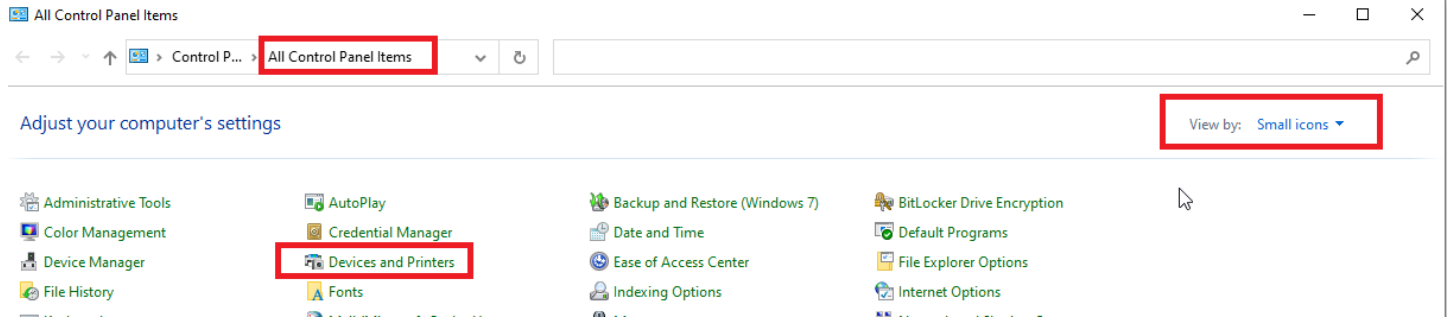 All Control Panel Items
Control P... > All Control Panel Items
Adjust your computer's settings
View by: Small icons
Administrative Tools AutoPlay Backup and Restore (Windows 7) BitLocker Drive Encryption
Color Management Credential Manager Date and Time Default Programs
Device Manager Devices and Printers Ease of Access Center File Explorer Options
File History Fonts Indexing Options Internet Options